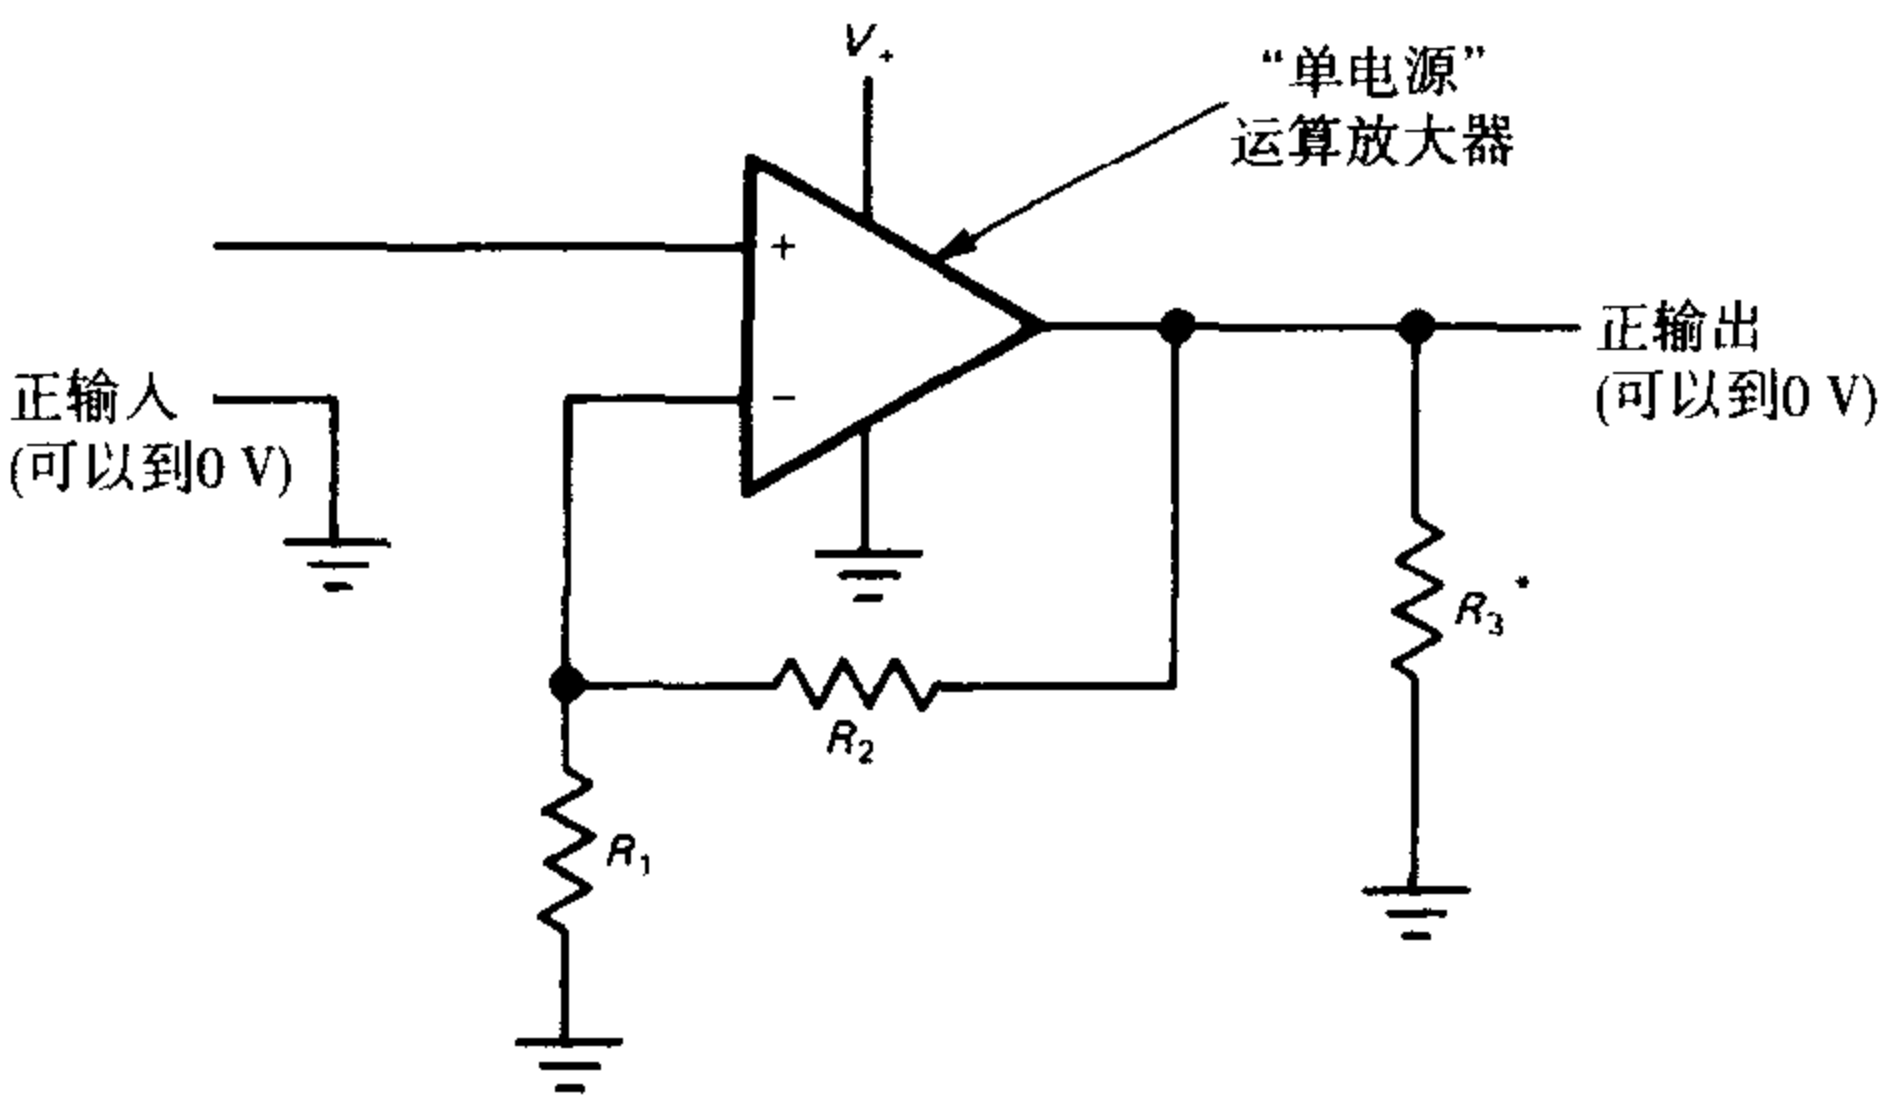 V+
“单电源”
运算放大器
+
-
正输入
(可以到0 V)
正输出
(可以到0 V)
R3*
R2
R1